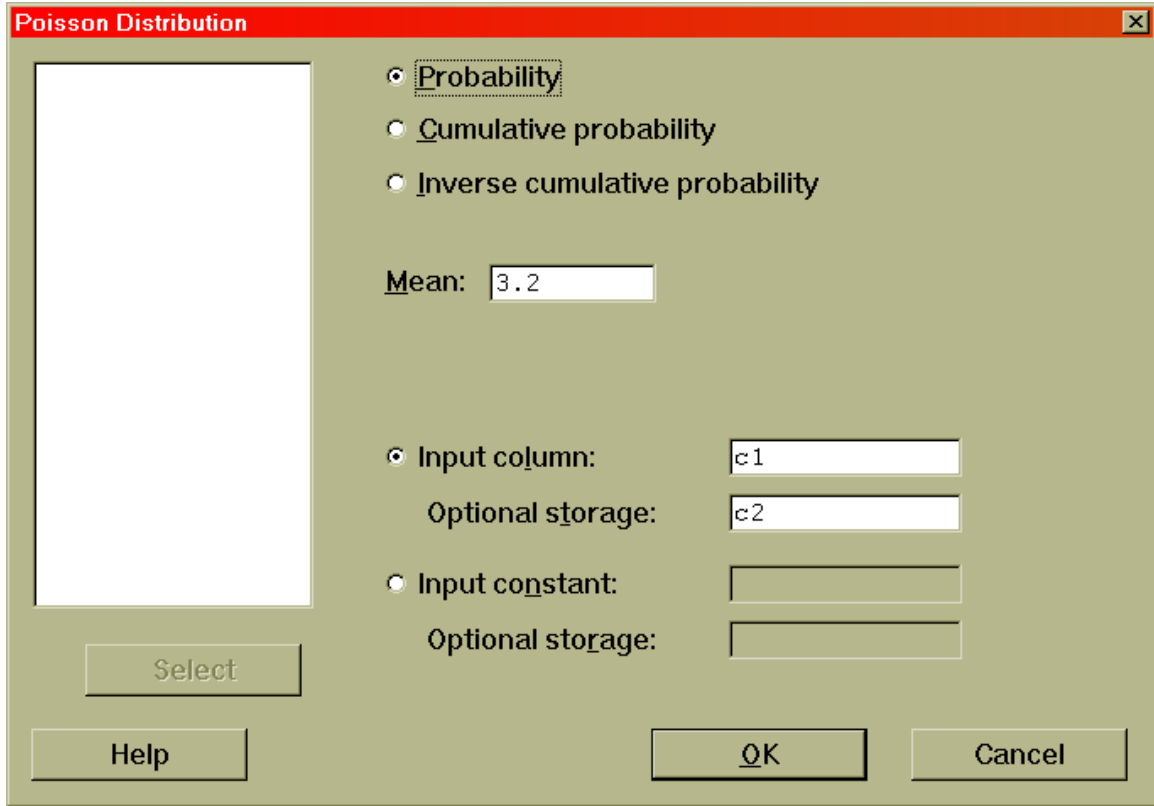 Poisson Distribution
Probability
Cumulative probability
Inverse cumulative probability
Mean: 3.2
Input column: c1
Optional storage: c2
Input constant:
Optional storage:
Select
Help
OK
Cancel